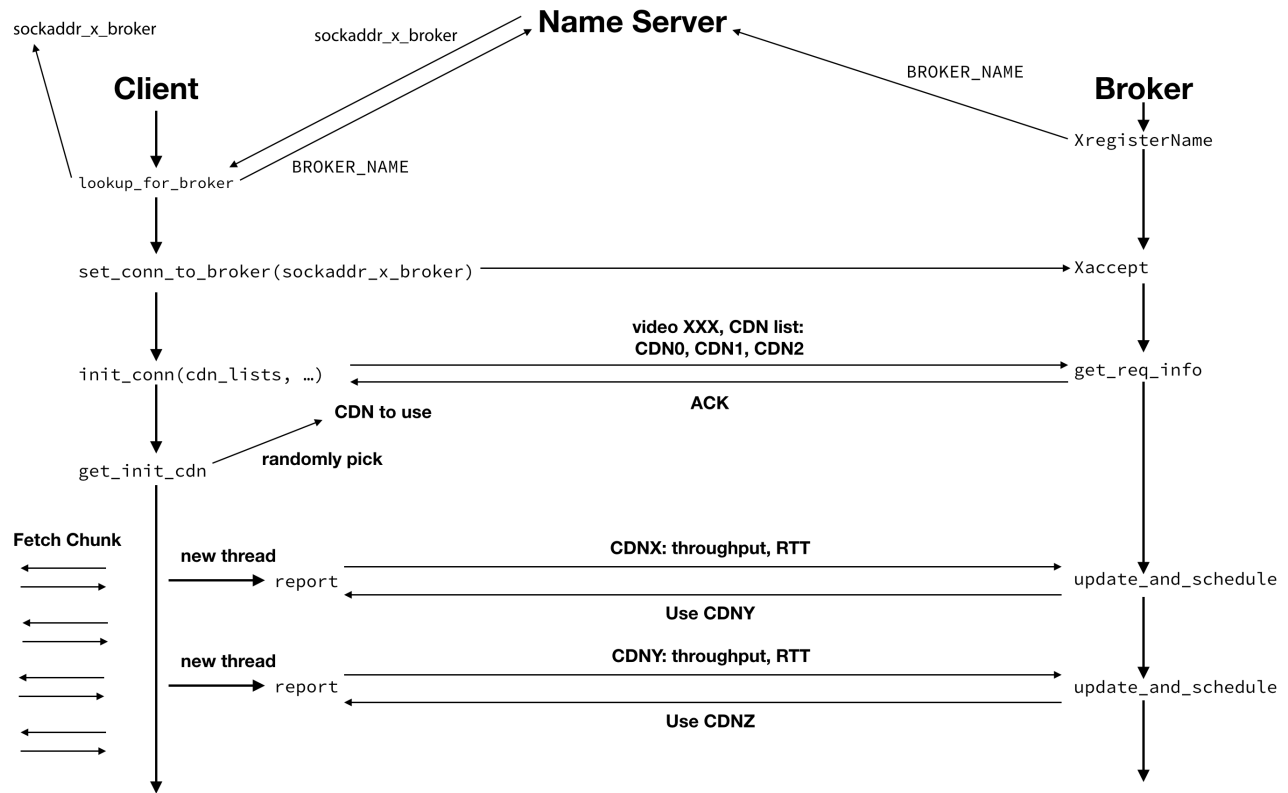 sockaddr_x_broker
sockaddr_x_broker
Name Server
BROKER_NAME
Client
Broker
XregisterName
BROKER_NAME
lookup_for_broker
set_conn_to_broker(sockaddr_x_broker)
Xaccept
video XXX, CDN list:
CDN0, CDN1, CDN2
init_conn(cdn_lists, …)
get_req_info
ACK
CDN to use
randomly pick
get_init_cdn
Fetch Chunk
new thread
CDNX: throughput, RTT
report
update_and_schedule
Use CDNY
new thread
CDNY: throughput, RTT
report
update_and_schedule
Use CDNZ